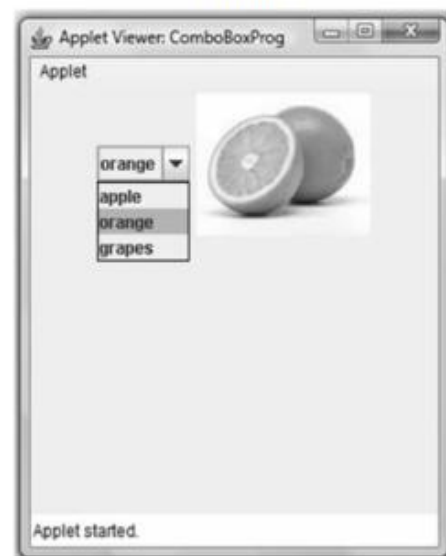 Applet Viewer: ComboBoxProg
Applet
orange
apple
orange
grapes
Applet started.